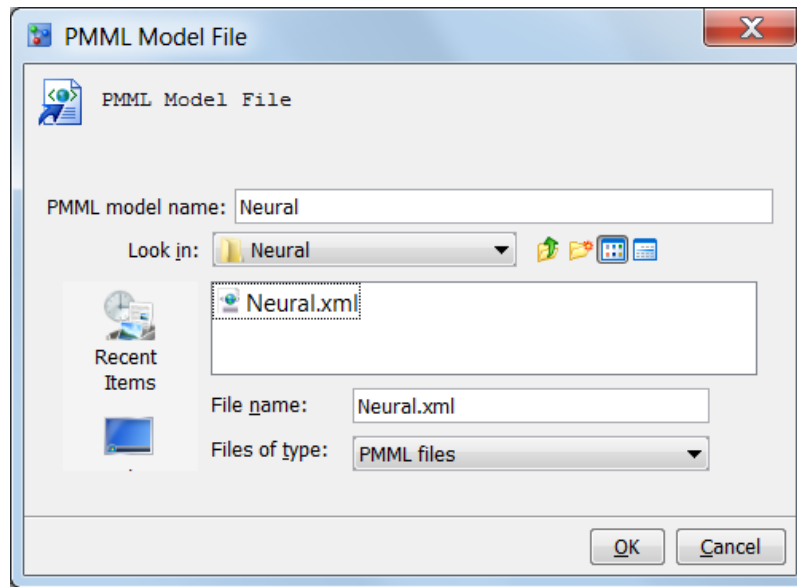 PMML Model File
PMML Model File
PMML model name: Neural
Look in: Neural
Neural.xml
Recent
Items
File name: Neural.xml
Files of type: PMML files
OK Cancel